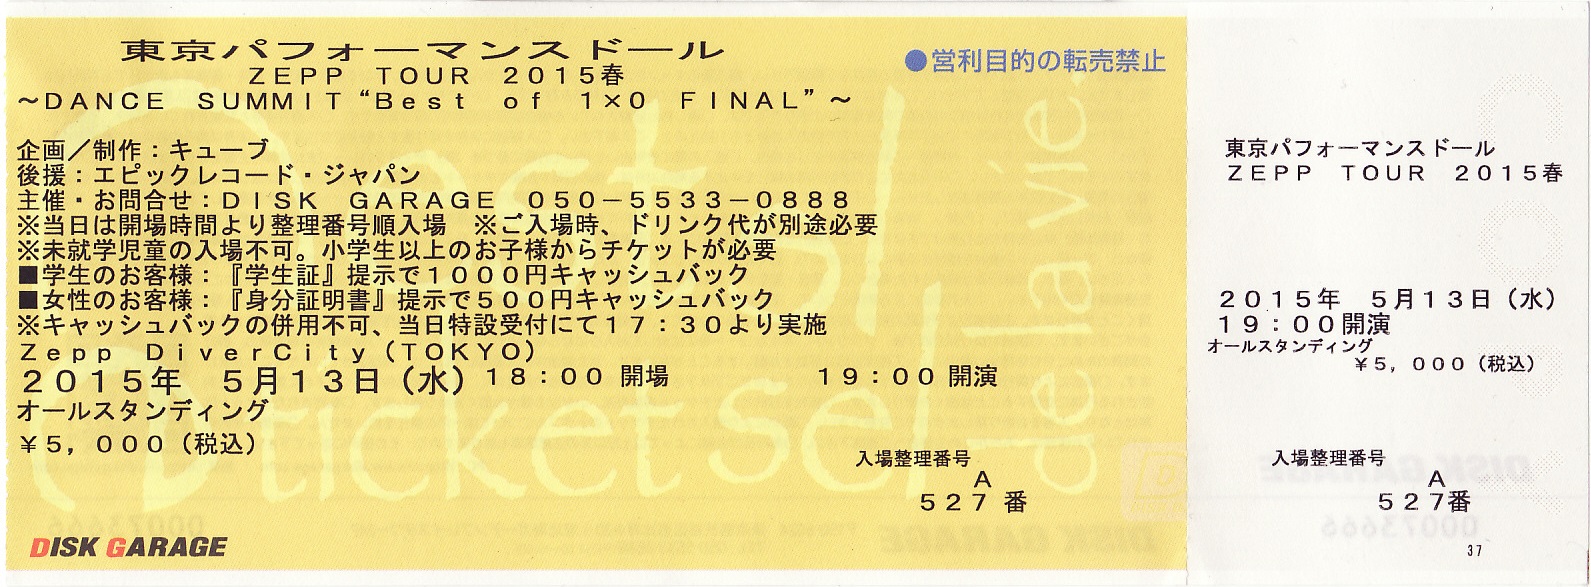 東京パフォーマンスドール
ZEPP TOUR 2015春
～DANCE SUMMIT “Best of 1×0 FINAL”～
●営利目的の転売禁止
企画／制作：キューブ
後援：エピックレコード・ジャパン
主催・お問合せ：DISK GARAGE 050－5533－0888
※当日は開場時間より整理番号順入場 ※ご入場時、ドリンク代が別途必要
※未就学児童の入場不可。小学生以上のお子様からチケットが必要
■学生のお客様：『学生証』提示で1000円キャッシュバック
■女性のお客様：『身分証明書』提示で500円キャッシュバック
※キャッシュバックの併用不可、当日特設受付にて17：30より実施
Zepp DiverCity(TOKYO)
2015年 5月13日（水）18：00 開場 19：00 開演
オールスタンディング
￥5，000（税込）
入場整理番号
A
527 番
DISK GARAGE
東京パフォーマンスドール
ZEPP TOUR 2015春
2015年 5月13日（水）
19：00開演
オールスタンディング
￥5，000（税込）
入場整理番号
A
527番
37
de la vie.
ticket
DISK GARAGE
00073666
DISK GARAGE
00073666